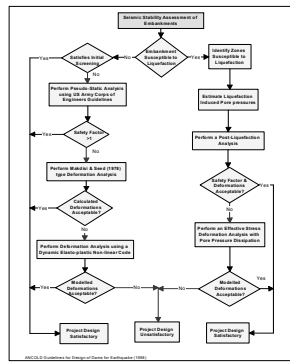 Seismic Stability Assessment of
Embankments
Yes
Satisfies Initial
Screening
No
Embankment
Susceptible to
Liquefaction
Yes
Identify Zones
Susceptible to
Liquefaction
Perform Pseudo-Static Analysis
using US Army Corps of
Engineers Guidelines
Estimate Liquefaction
Induced Pore pressures
Yes
Safety Factor
>1
No
Perform a Post-Liquefaction
Analysis
Perform Makdisi & Seed (1978)
type Deformation Analysis
Safety Factor &
Deformations
Acceptable?
Yes
No
Yes
Calculated
Deformations
Acceptable?
No
Perform an Effective Stress
Deformation Analysis with
Pore Pressure Dissipation
Perform Deformation Analysis using a
Dynamic Elasto-plastic Non-linear Code
Yes
Modelled
Deformations
Acceptable?
No
No
Modelled
Deformations
Acceptable?
Yes
Project Design
Satisfactory
Project Design
Unsatisfactory
Project Design
Satisfactory
ANCOLD Guidelines for Design of Dams for Earthquake (1998)